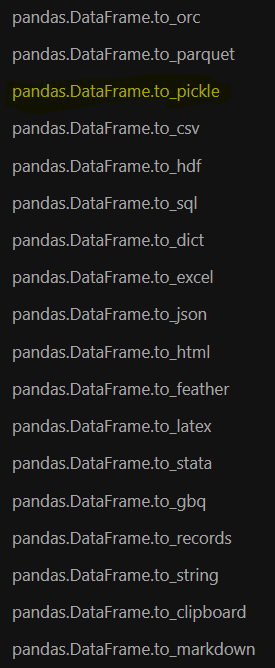 pandas.DataFrame.to_orc
pandas.DataFrame.to_parquet
pandas.DataFrame.to_pickle
pandas.DataFrame.to_csv
pandas.DataFrame.to_hdf
pandas.DataFrame.to_sql
pandas.DataFrame.to_dict
pandas.DataFrame.to_excel
pandas.DataFrame.to_json
pandas.DataFrame.to_html
pandas.DataFrame.to_feather
pandas.DataFrame.to_latex
pandas.DataFrame.to_stata
pandas.DataFrame.to_gbq
pandas.DataFrame.to_records
pandas.DataFrame.to_string
pandas.DataFrame.to_clipboard
pandas.DataFrame.to_markdown